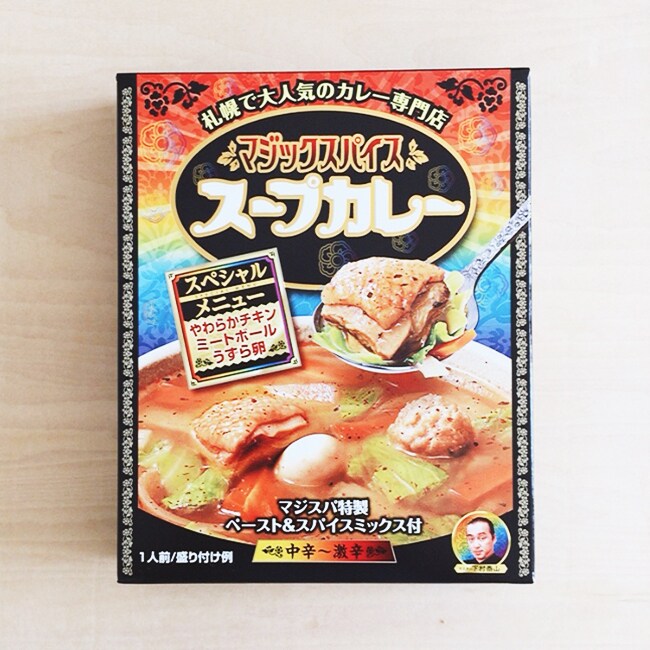 札幌で大人気のカレー専門店
マジックスパイス
スープカレー
スペシャル
メニュー
やわらかチキン
ミートボール
うずら卵
マジスパ特製
ペースト&スパイスミックス付
中辛～激辛
1人前/盛り付け例
下村泰山